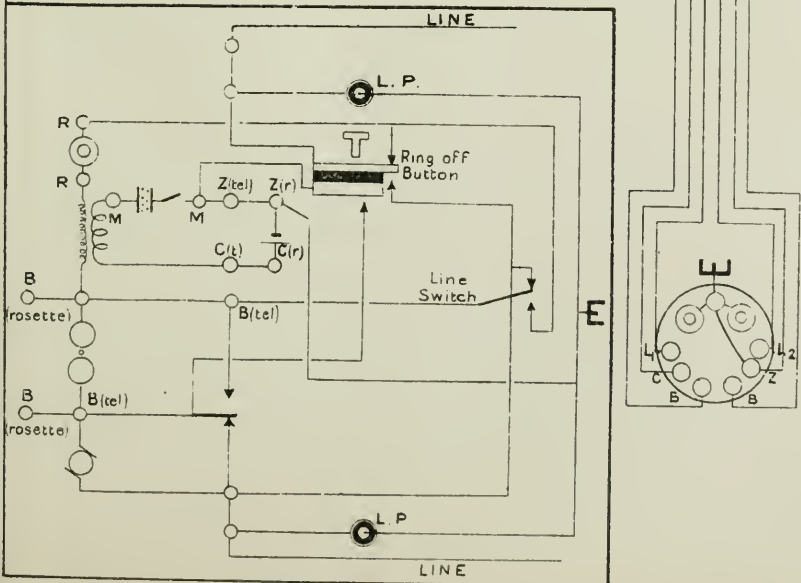 LINE
L. P.
R
T
Ring off
Button
R
Z(tel)
Z(r)
M
M
C(t)
C(r)
Line
Switch
B
(rosette)
B(tel)
E
B
(rosette)
B(tel)
L.P
LINE
E
L1
L2
C
Z
B
B